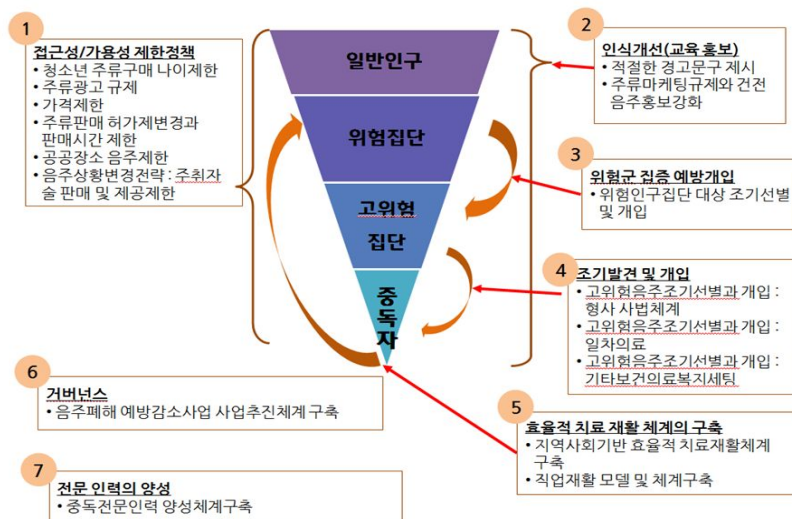 1
접근성/가용성 제한정책
• 청소년 주류구매 나이제한
• 주류광고 규제
• 가격제한
• 주류판매 허가제변경과
판매시간 제한
• 공공장소 음주제한
• 음주상황변경전략 : 주취자
술 판매 및 제공제한
일반인구
위험집단
고위험
집단
중
독
자
2
인식개선(교육 홍보)
• 적절한 경고문구 제시
• 주류마케팅규제와 건전
음주홍보강화
3
위험군 집중 예방개입
• 위험인구집단 대상 조기선별
및 개입
4
조기발견 및 개입
• 고위험음주조기선별과 개입 :
형사 사법체계
• 고위험음주조기선별과 개입 :
일차의료
• 고위험음주조기선별과 개입 :
기타보건의료복지세팅
5
효율적 치료 재활 체계의 구축
• 지역사회기반 효율적 치료재활체계
구축
• 직업재활 모델 및 체계구축
6
거버넌스
• 음주폐해 예방감소사업 사업추진체계 구축
7
전문 인력의 양성
• 중독전문인력 양성체계구축